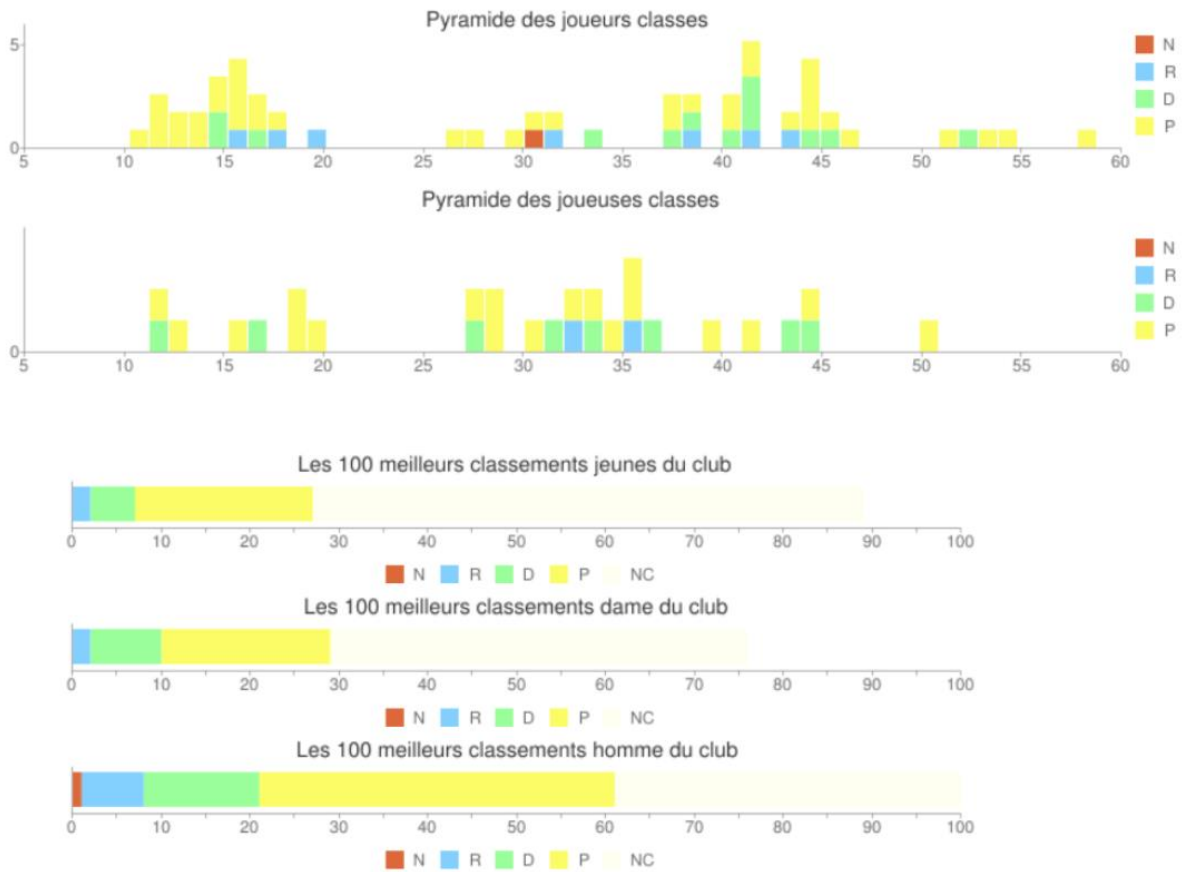 Pyramide des joueurs classes
5
0
5 10 15 20 25 30 35 40 45 50 55 60
N
R
D
P
Pyramide des joueuses classes
0
5 10 15 20 25 30 35 40 45 50 55 60
N
R
D
P
Les 100 meilleurs classements jeunes du club
0 10 20 30 40 50 60 70 80 90 100
N R D P NC
Les 100 meilleurs classements dame du club
0 10 20 30 40 50 60 70 80 90 100
N R D P NC
Les 100 meilleurs classements homme du club
0 10 20 30 40 50 60 70 80 90 100
N R D P NC